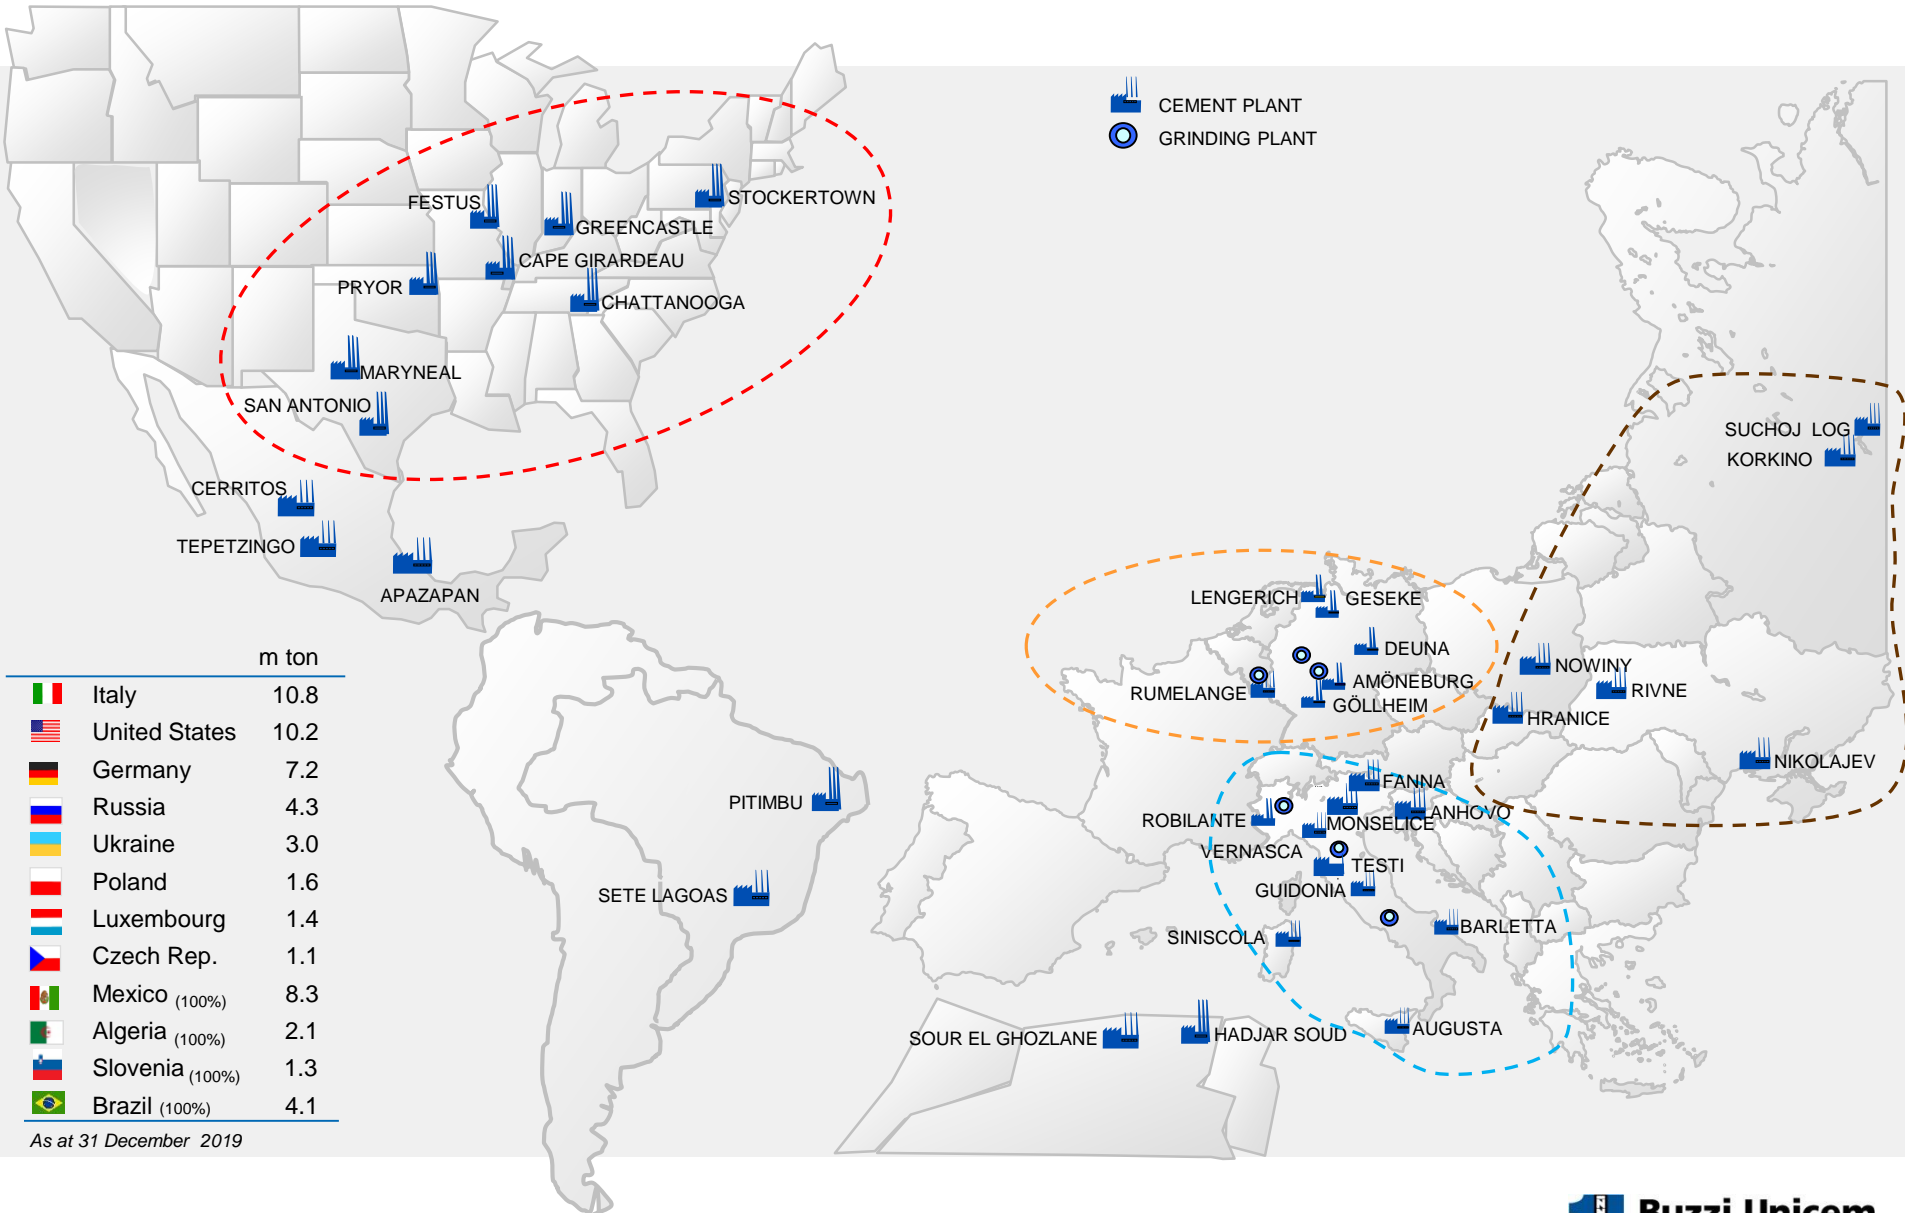 CEMENT PLANT
GRINDING PLANT
FESTUS
STOCKERTOWN
GREENCASTLE
CAPE GIRARDEAU
PRYOR
CHATTANOOGA
MARYNEAL
SAN ANTONIO
CERRITOS
TEPETZINGO
APAZAPAN
SUCHOJ LOG
KORKINO
LENGERICH
GESEKE
DEUNA
NOWINY
RUMELANGE
AMÖNEBURG
RIVNE
GÖLLHEIM
HRANICE
NIKOLAJEV
FANNA
PITIMBU
ROBILANTE
MONSELICE
ANHOVO
VERNASCA
TESTI
GUIDONIA
SETE LAGOAS
SINISCOLA
BARLETTA
SOUR EL GHOZLANE
HADJAR SOUD
AUGUSTA
m ton
Italy 10.8
United States 10.2
Germany 7.2
Russia 4.3
Ukraine 3.0
Poland 1.6
Luxembourg 1.4
Czech Rep. 1.1
Mexico (100%) 8.3
Algeria (100%) 2.1
Slovenia (100%) 1.3
Brazil (100%) 4.1
As at 31 December 2019
Buzzi Unicem